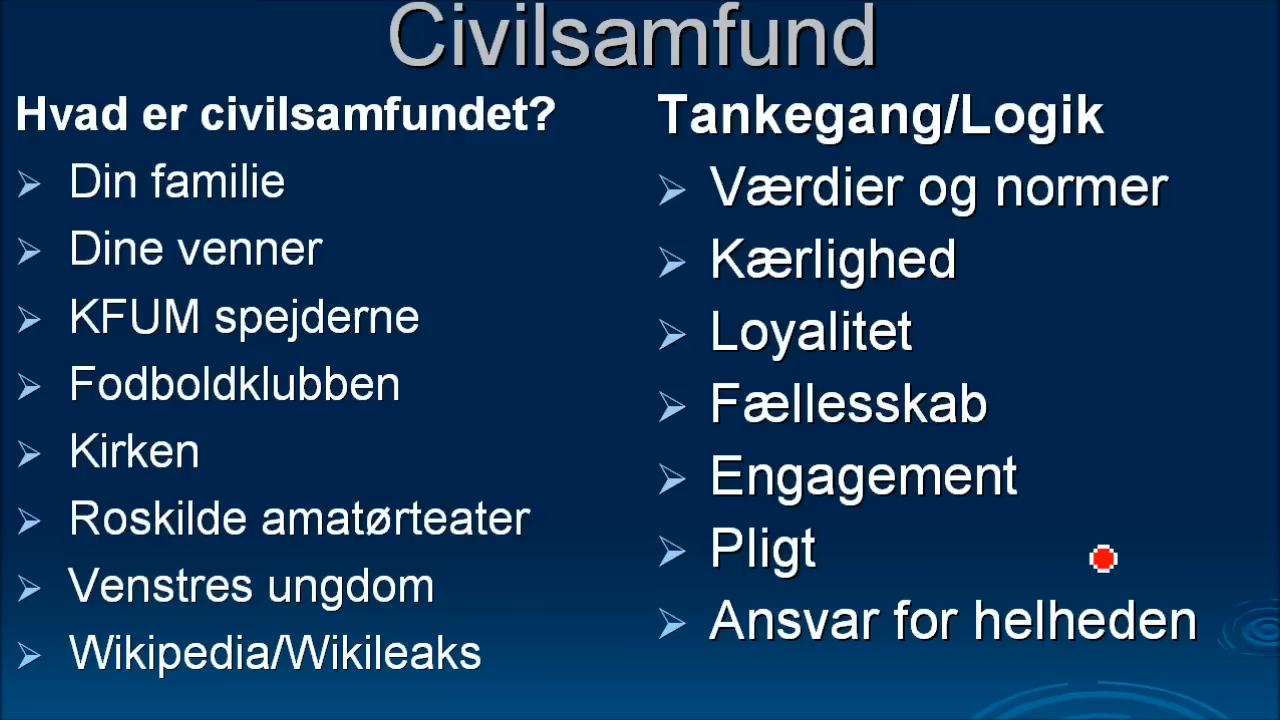 Civilsamfund
Hvad er civilsamfundet?
Din familie
Dine venner
KFUM spejderne
Fodboldklubben
Kirken
Roskilde amatørteater
Venstres ungdom
Wikipedia/Wikileaks
Tankegang/Logik
Værdier og normer
Kærlighed
Loyalitet
Fællesskab
Engagement
Pligt
Ansvar for helheden